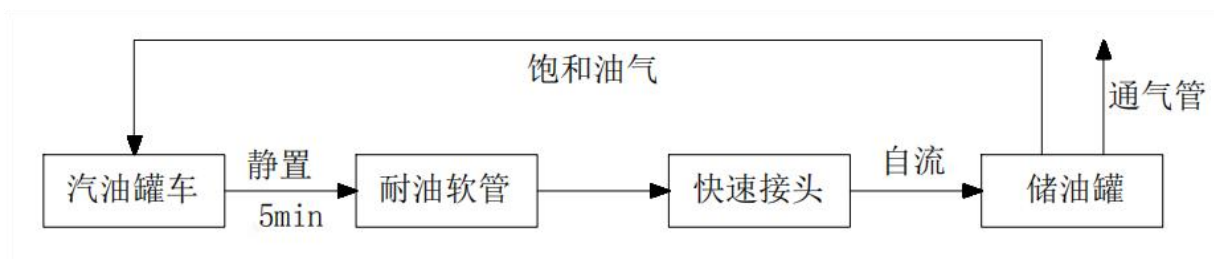 饱和油气
通气管
汽油罐车
静置
5min
耐油软管
快速接头
自流
储油罐